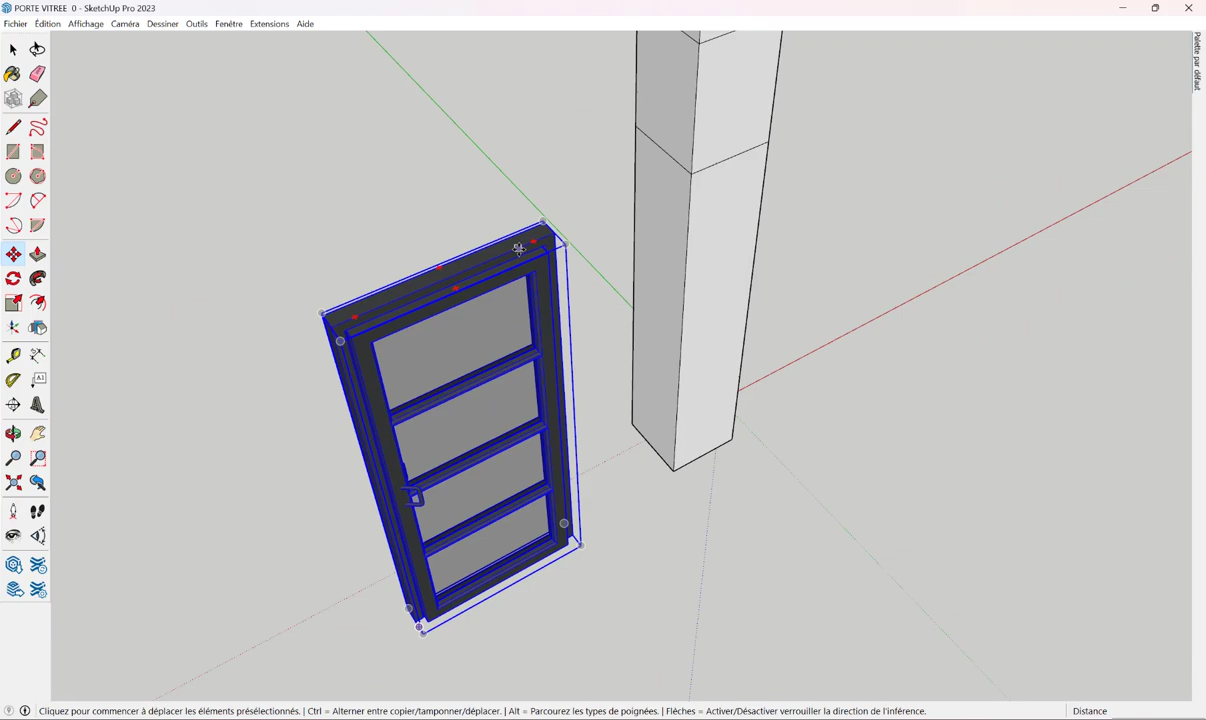 PORTE VITREE 0 - SketchUp Pro 2023
Fichier Édition Affichage Caméra Dessiner Outils Fenêtre Extensions Aide
Palette par défaut
A1
Cliquez pour commencer à déplacer les éléments présélectionnés. | Ctrl = Alterner entre copier/tamponner/déplacer. | Alt = Parcourez les types de poignées. | Flèches = Activer/Désactiver verrouiller la direction de l'inférence.
Distance